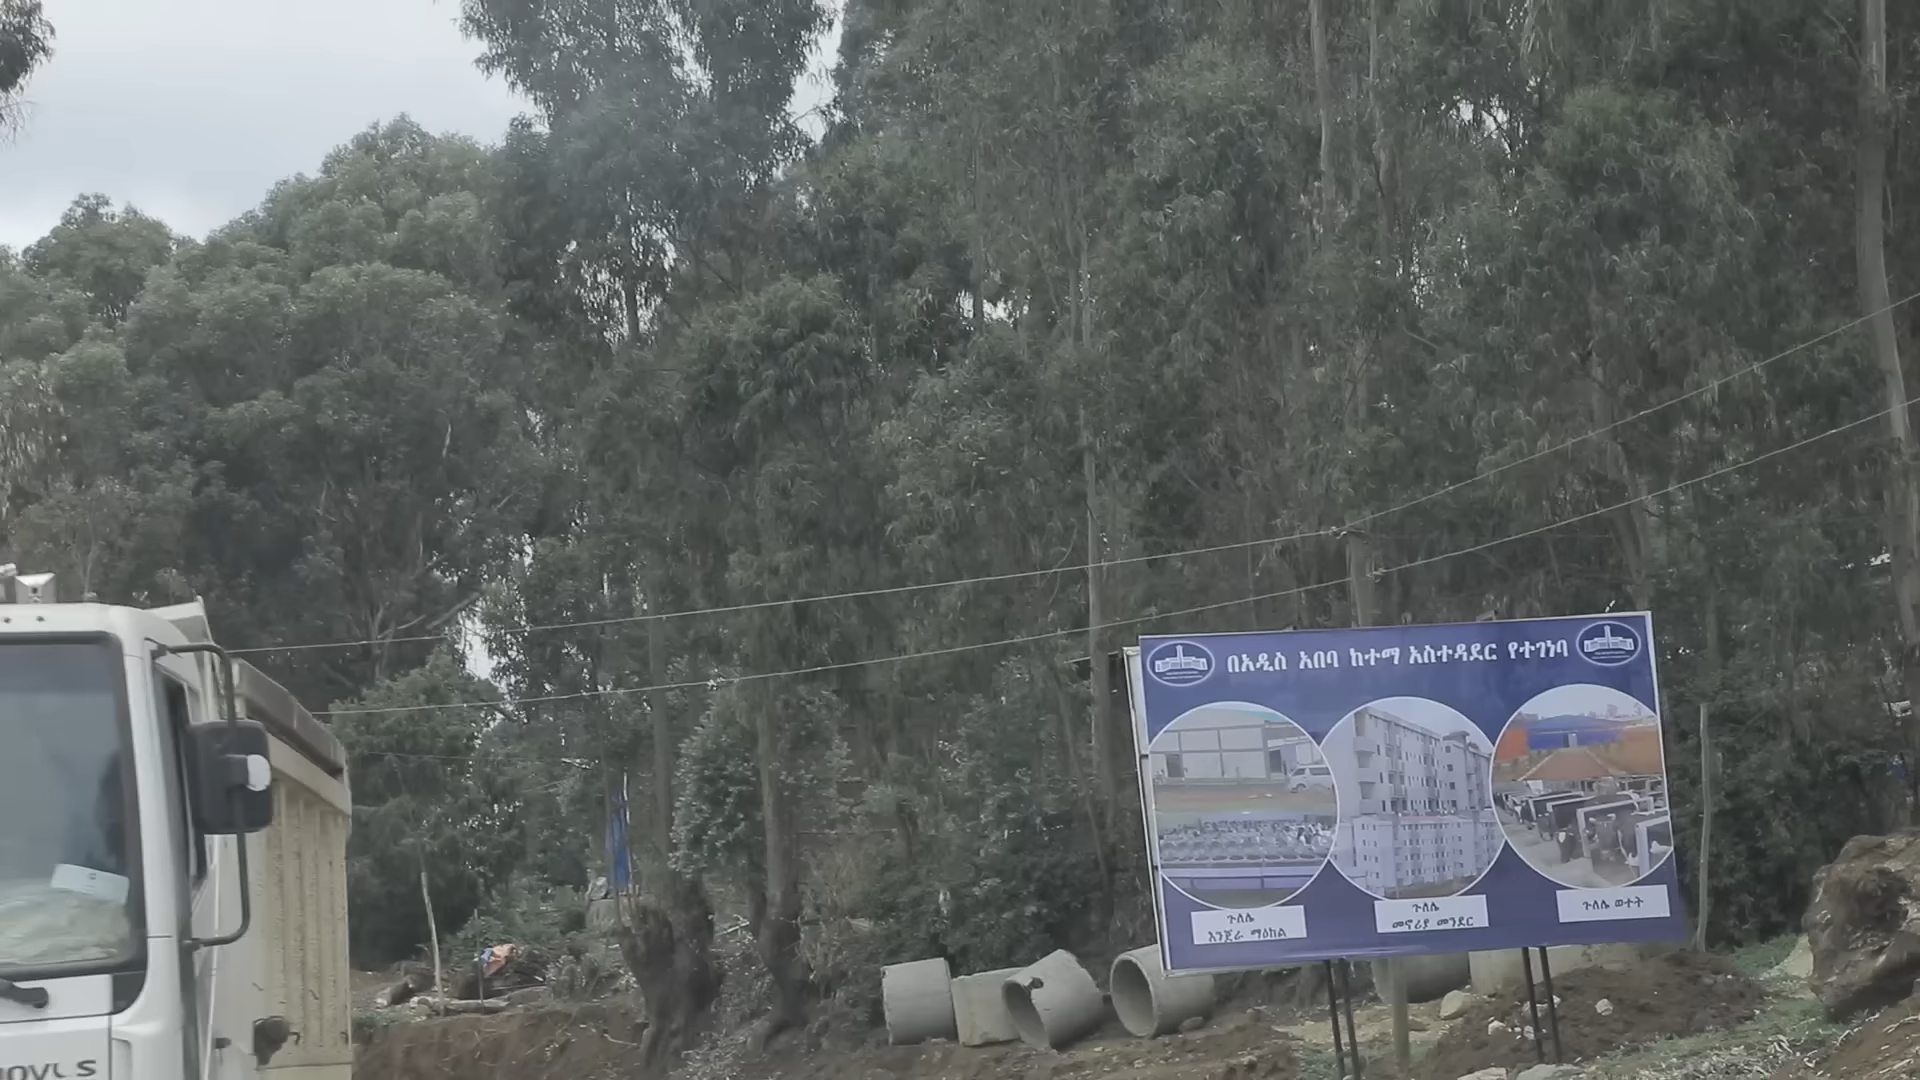 በአዲስ አበባ ከተማ አስተዳደር የተገነባ
ጉለሌ
እንጀራ ማዕከል
ጉለሌ
መኖሪያ መንደር
ጉለሌ ወተት